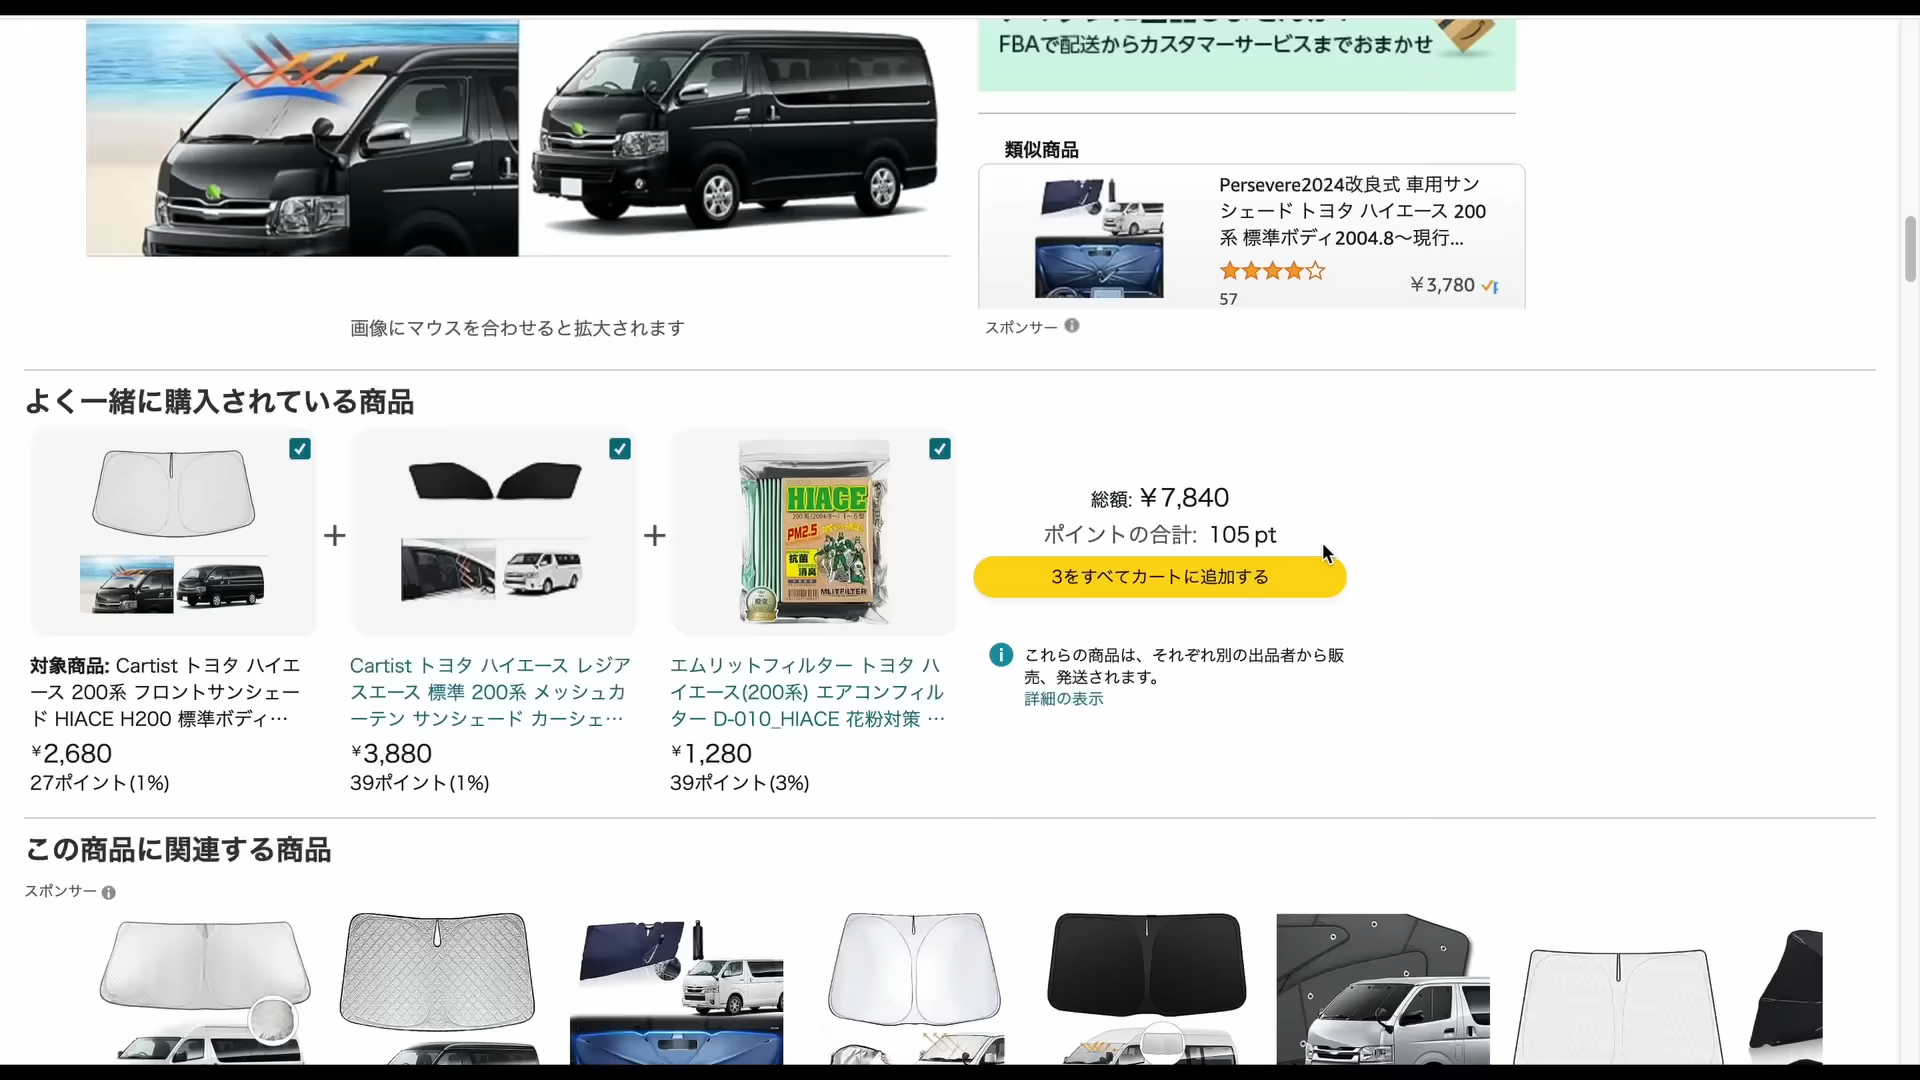 FBAで配送からカスタマーサービスまでおまかせ
類似商品
Persevere2024改良式 車用サン
シェード トヨタ ハイエース 200
系 標準ボディ2004.8〜現行...
57
¥3,780
スポンサー
画像にマウスを合わせると拡大されます
よく一緒に購入されている商品
HIACE
PM2.5
抗菌
消臭
MLITFILTER
総額: ¥7,840
ポイントの合計: 105 pt
3をすべてカートに追加する
これらの商品は、それぞれ別の出品者から販
売、発送されます。
詳細の表示
対象商品: Cartist トヨタ ハイエ
ース 200系 フロントサンシェー
ド HIACE H200 標準ボディ…
¥2,680
27ポイント(1%)
Cartist トヨタ ハイエース レジア
スエース 標準 200系 メッシュカ
ーテン サンシェード カーシェ…
¥3,880
39ポイント(1%)
エムリットフィルター トヨタ ハ
イエース(200系) エアコンフィル
ター D-010_HIACE 花粉対策 …
¥1,280
39ポイント(3%)
この商品に関連する商品
スポンサー